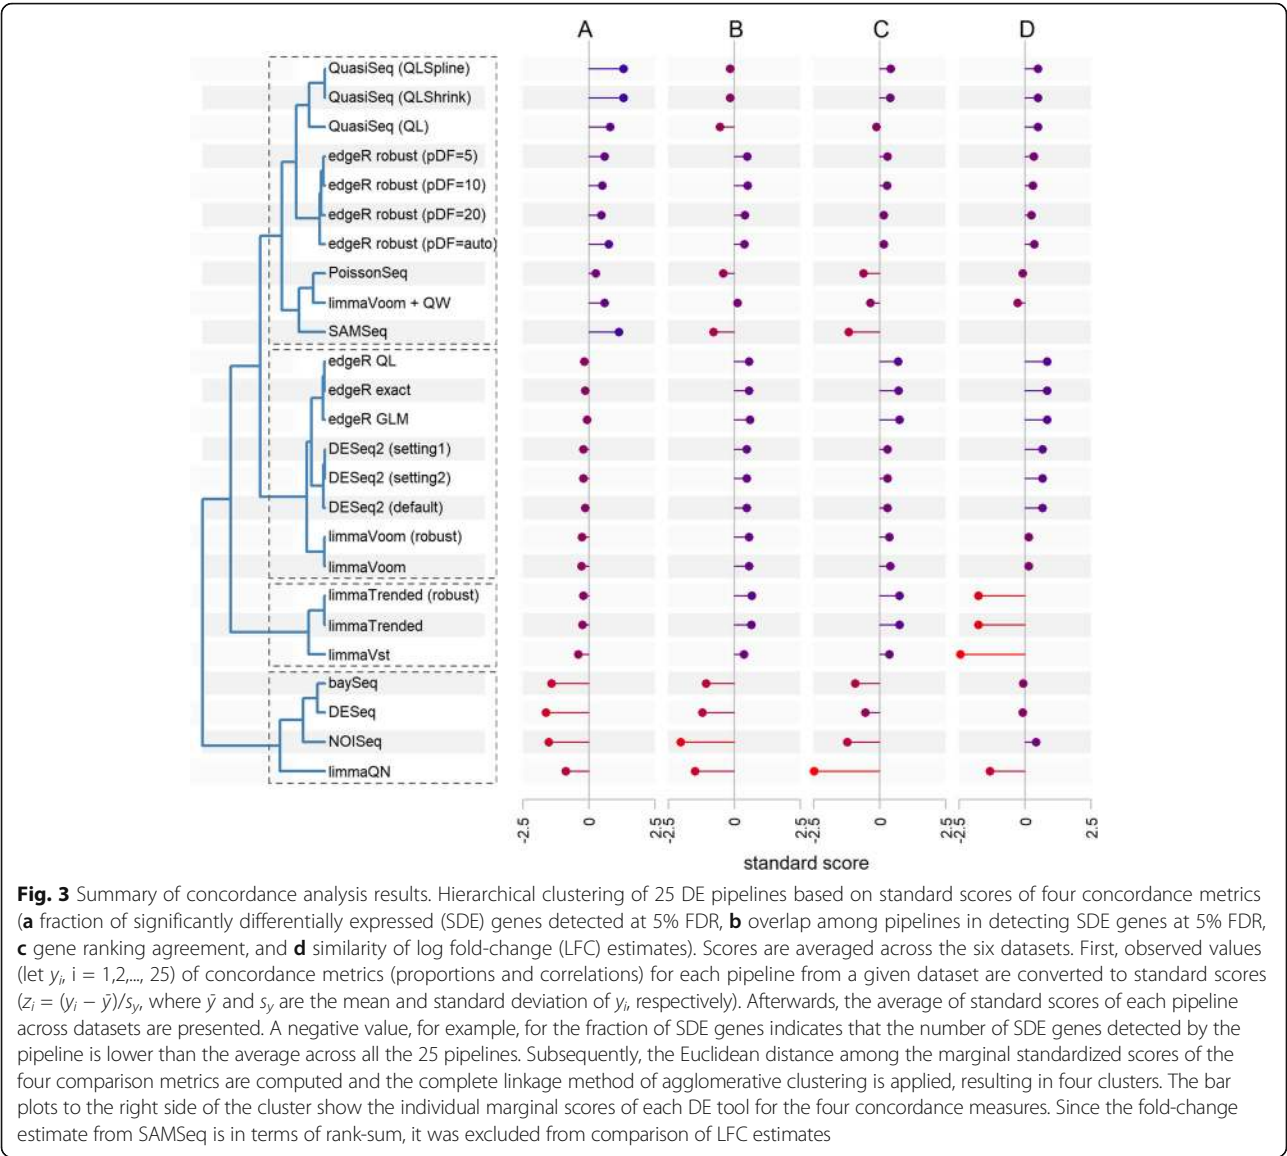 A B C D
QuasiSeq (QLSpline)
QuasiSeq (QLShrink)
QuasiSeq (QL)
edgeR robust (pDF=5)
edgeR robust (pDF=10)
edgeR robust (pDF=20)
edgeR robust (pDF=auto)
PoissonSeq
limmaVoom + QW
SAMSeq
edgeR QL
edgeR exact
edgeR GLM
DESeq2 (setting1)
DESeq2 (setting2)
DESeq2 (default)
limmaVoom (robust)
limmaVoom
limmaTrended (robust)
limmaTrended
limmaVst
baySeq
DESeq
NOISeq
limmaQN
-2.5 0 2.5 -2.5 0 2.5 -2.5 0 2.5 -2.5 0 2.5
standard score
Fig. 3 Summary of concordance analysis results. Hierarchical clustering of 25 DE pipelines based on standard scores of four concordance metrics
(a fraction of significantly differentially expressed (SDE) genes detected at 5% FDR, b overlap among pipelines in detecting SDE genes at 5% FDR,
c gene ranking agreement, and d similarity of log fold-change (LFC) estimates). Scores are averaged across the six datasets. First, observed values
(let yi, i = 1,2,..., 25) of concordance metrics (proportions and correlations) for each pipeline from a given dataset are converted to standard scores
(zi = (yi − ȳ)/sy, where ȳ and sy are the mean and standard deviation of yi, respectively). Afterwards, the average of standard scores of each pipeline
across datasets are presented. A negative value, for example, for the fraction of SDE genes indicates that the number of SDE genes detected by the
pipeline is lower than the average across all the 25 pipelines. Subsequently, the Euclidean distance among the marginal standardized scores of the
four comparison metrics are computed and the complete linkage method of agglomerative clustering is applied, resulting in four clusters. The bar
plots to the right side of the cluster show the individual marginal scores of each DE tool for the four concordance measures. Since the fold-change
estimate from SAMSeq is in terms of rank-sum, it was excluded from comparison of LFC estimates